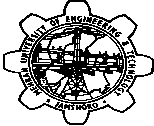 MEHRAN UNIVERSITY OF ENGINEERING & TECHNOLOGY
JAMSHORO